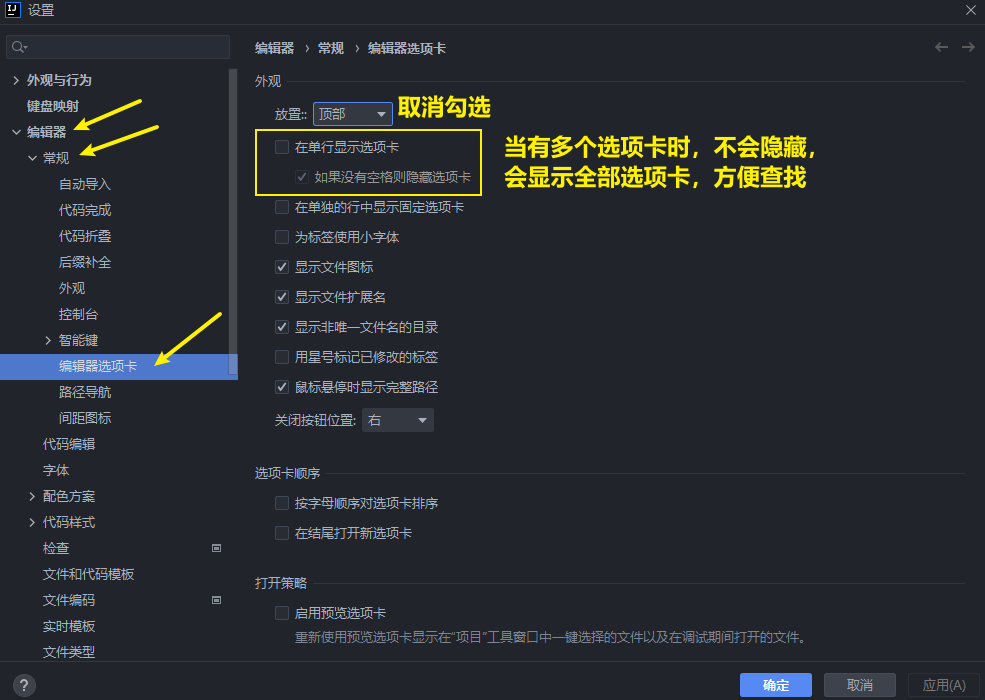 设置
编辑器 › 常规 › 编辑器选项卡
外观与行为
键盘映射
编辑器
常规
自动导入
代码完成
代码折叠
后缀补全
外观
控制台
智能键
编辑器选项卡
路径导航
间距图标
代码编辑
字体
配色方案
代码样式
检查
文件和代码模板
文件编码
实时模板
文件类型
外观
放置:: 顶部
取消勾选
在单行显示选项卡
如果没有空格则隐藏选项卡
当有多个选项卡时，不会隐藏，
会显示全部选项卡，方便查找
在单独的行中显示固定选项卡
为标签使用小字体
显示文件图标
显示文件扩展名
显示非唯一文件名的目录
用星号标记已修改的标签
鼠标悬停时显示完整路径
关闭按钮位置: 右
选项卡顺序
按字母顺序对选项卡排序
在结尾打开新选项卡
打开策略
启用预览选项卡
重新使用预览选项卡显示在“项目”工具窗口中一键选择的文件以及在调试期间打开的文件。
?
确定
取消
应用(A)